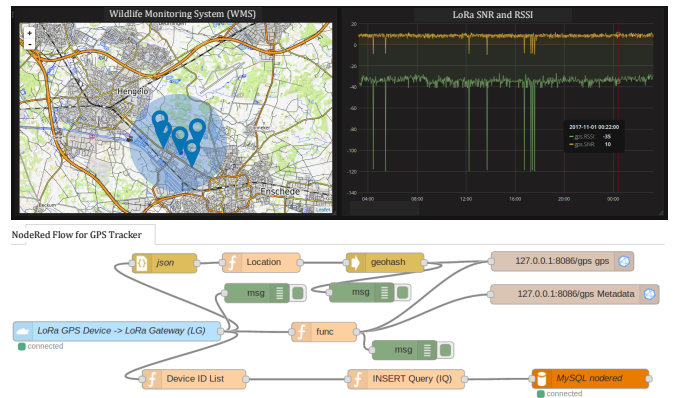 Wildlife Monitoring System (WMS)
+
-
Hengelo
Enschede
Beckum
Leaflet
LoRa SNR and RSSI
20
0
-20
-40
-60
-80
-100
-120
-140
2017-11-01 00:22:00
gps.RSSI: -35
gps.SNR: 10
04:00 08:00 12:00 16:00 20:00 00:00
NodeRed Flow for GPS Tracker
json
Location
geohash
127.0.0.1:8086/gps gps
msg
msg
127.0.0.1:8086/gps Metadata
LoRa GPS Device -> LoRa Gateway (LG)
connected
func
msg
Device ID List
INSERT Query (IQ)
MySQL nodered
connected